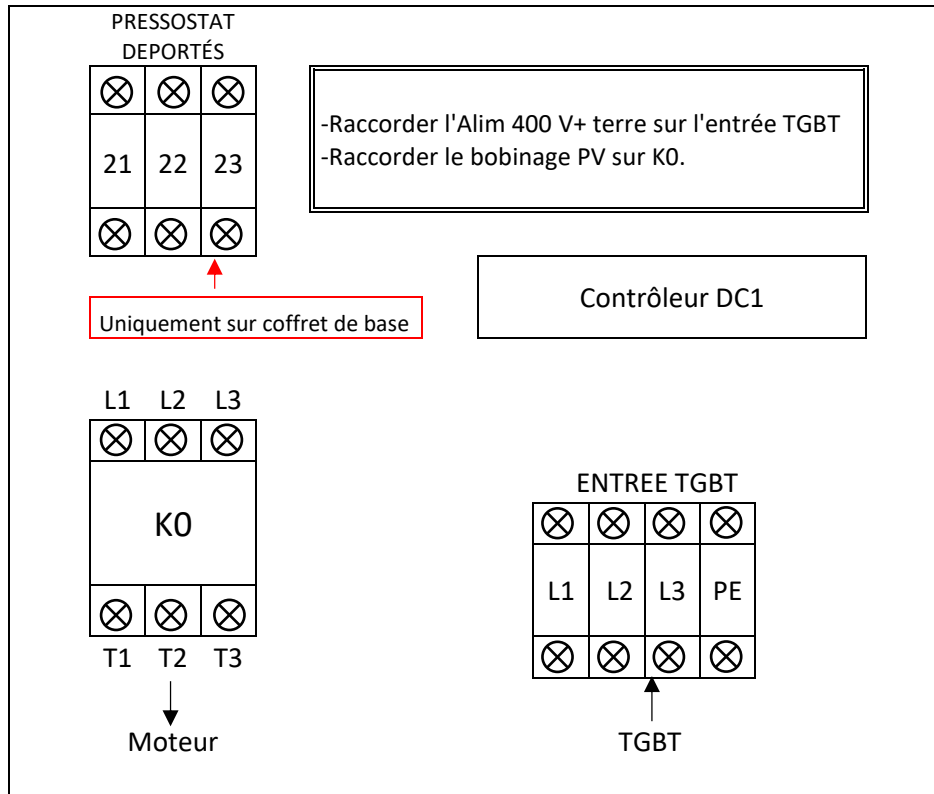 PRESSOSTAT
DEPORTÉS
21 22 23
-Raccorder l'Alim 400 V+ terre sur l'entrée TGBT
-Raccorder le bobinage PV sur K0.
Uniquement sur coffret de base
Contrôleur DC1
L1 L2 L3
K0
T1 T2 T3
Moteur
ENTREE TGBT
L1 L2 L3 PE
TGBT